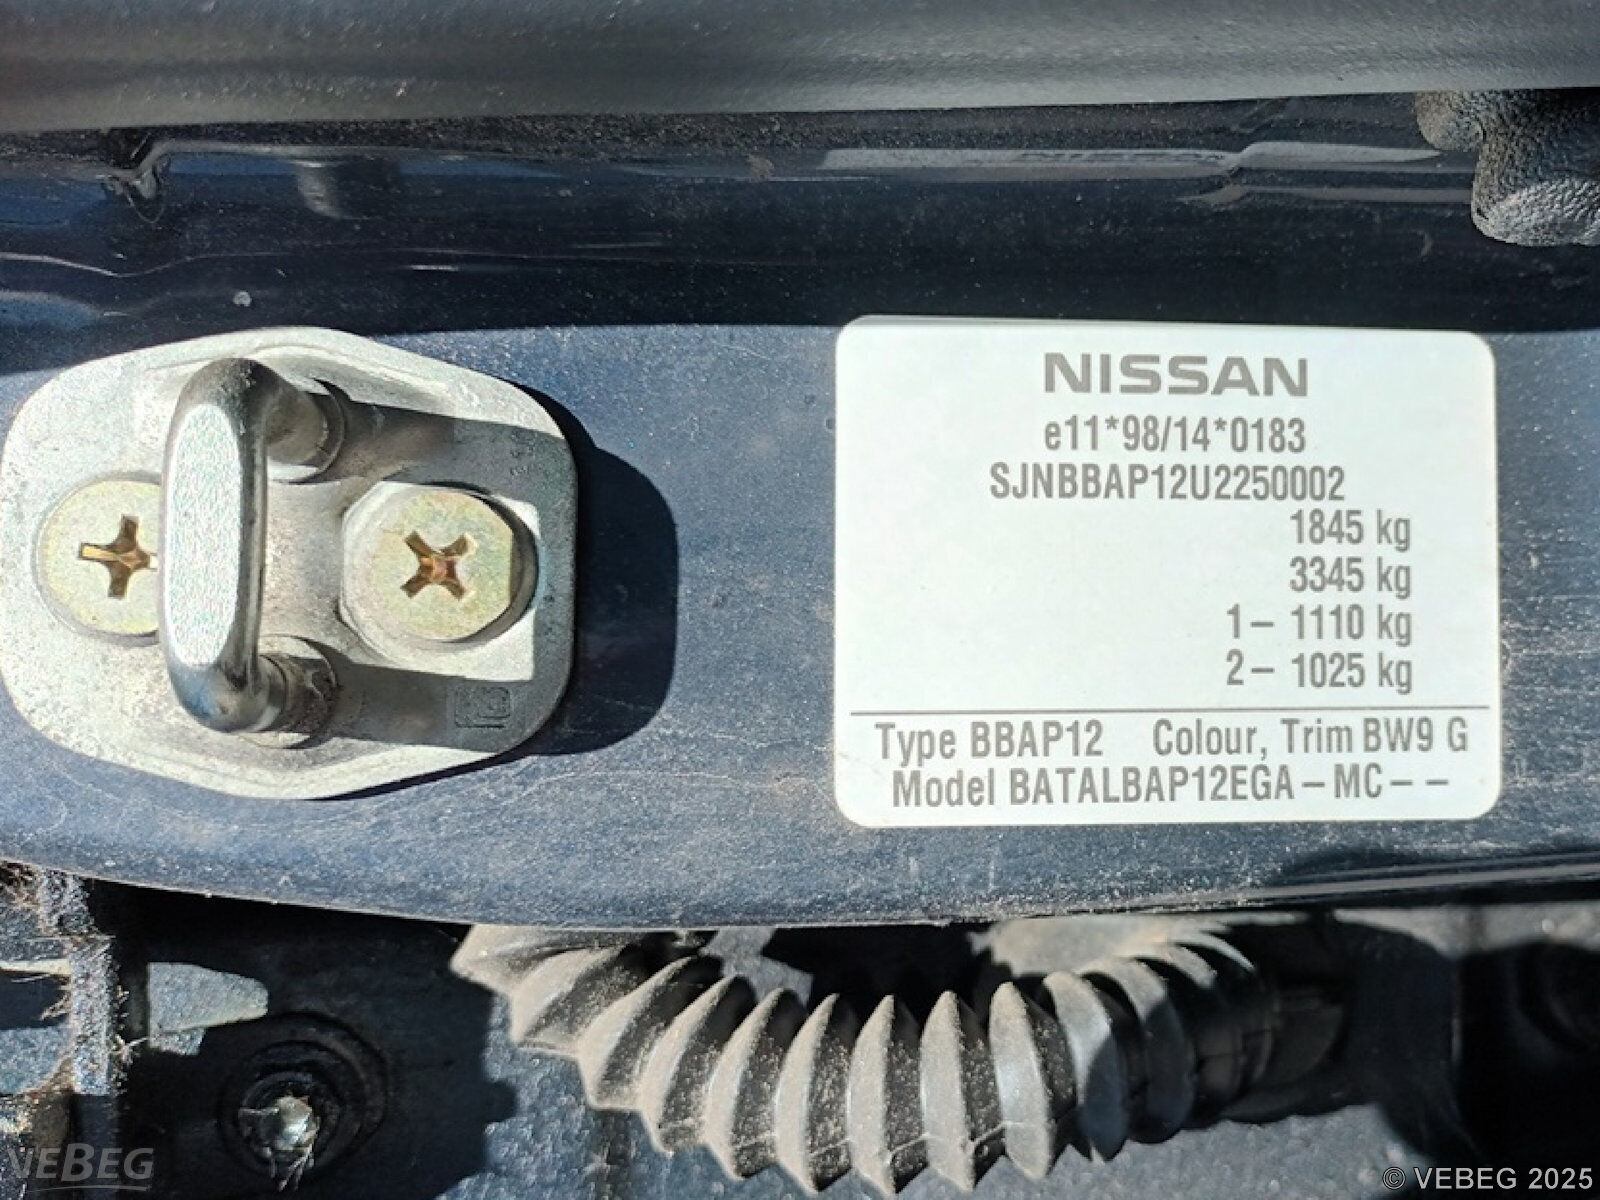 NISSAN
e11*98/14*0183
SJNBBAP12U2250002
1845 kg
3345 kg
1– 1110 kg
2– 1025 kg
Type BBAP12 Colour, Trim BW9 G
Model BATALBAP12EGA – MC – –
VEBEG
© VEBEG 2025